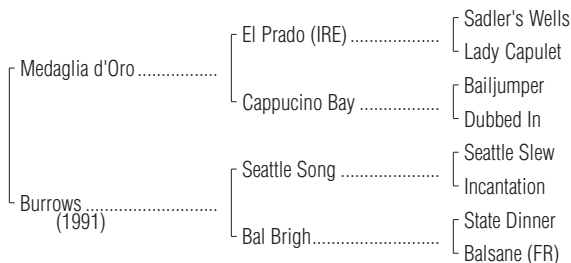 Sadler's Wells
El Prado (IRE) ....................
Lady Capulet
Medaglia d'Oro ..................
Bailjumper
Cappucino Bay ..................
Dubbed In
Seattle Slew
Seattle Song ......................
Incantation
Burrows ..............................
(1991)
State Dinner
Bal Brigh .............................
Balsane (FR)